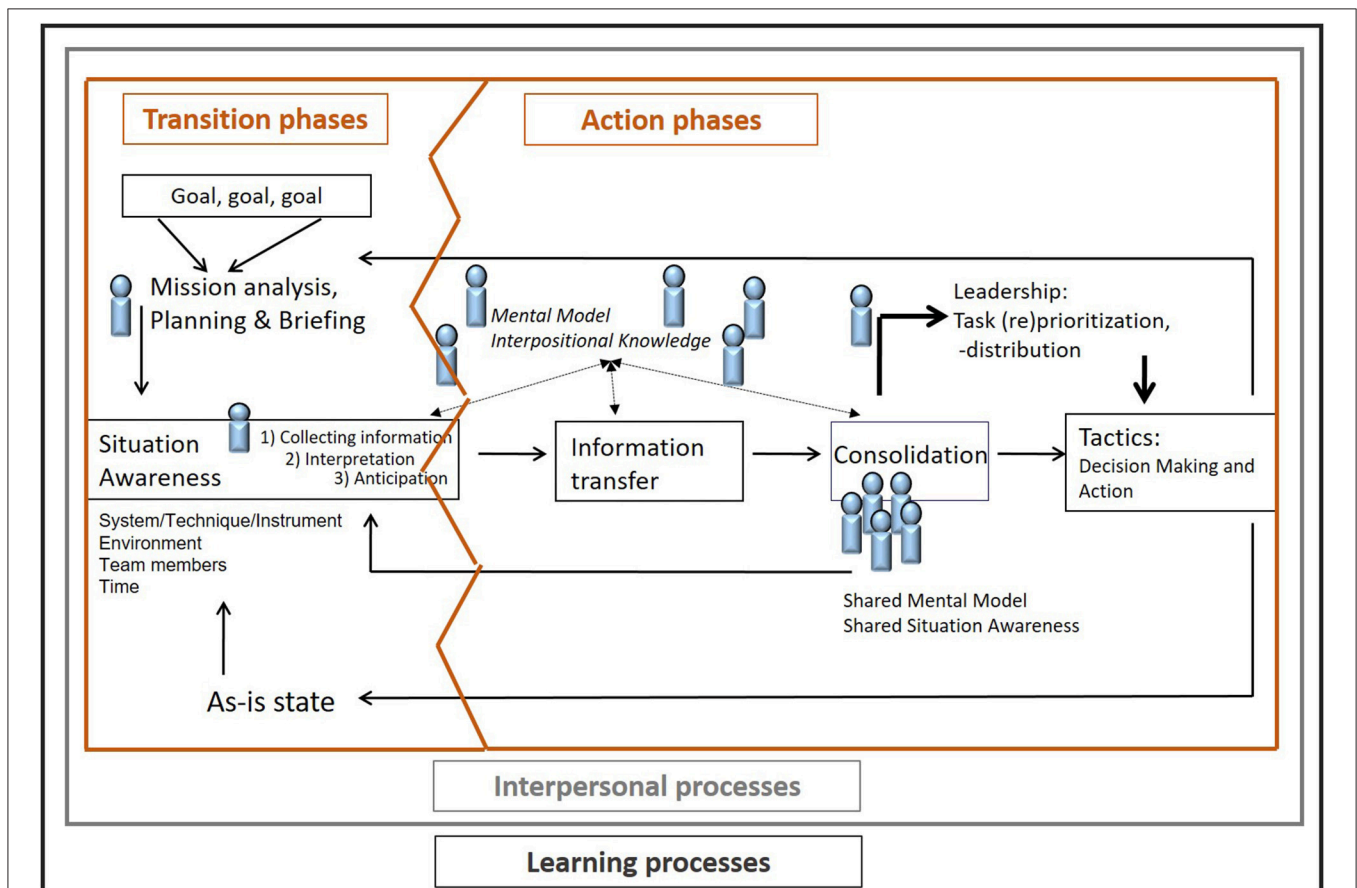 Transition phases
Action phases
Goal, goal, goal
Mission analysis,
Planning & Briefing
Mental Model
Interpositional Knowledge
Leadership:
Task (re)prioritization,
-distribution
Situation
Awareness
1) Collecting information
2) Interpretation
3) Anticipation
Information
transfer
Consolidation
Tactics:
Decision Making and
Action
System/Technique/Instrument
Environment
Team members
Time
Shared Mental Model
Shared Situation Awareness
As-is state
Interpersonal processes
Learning processes